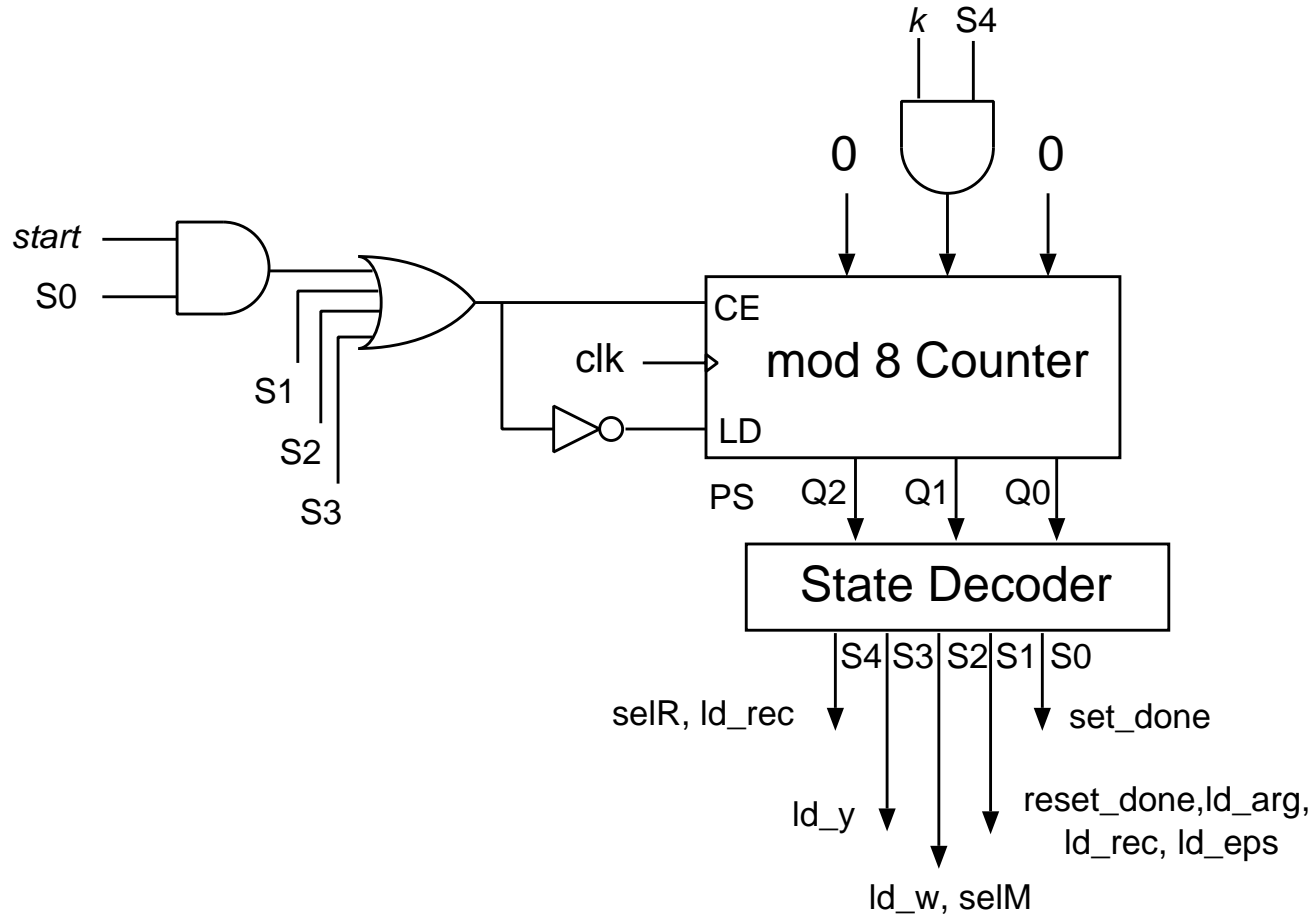 k S4
0 0
start
S0
S1
S2
S3
CE
clk
mod 8 Counter
LD
PS Q2 Q1 Q0
State Decoder
S4 S3 S2 S1 S0
selR, ld_rec
set_done
ld_y
reset_done,ld_arg,
ld_rec, ld_eps
ld_w, selM